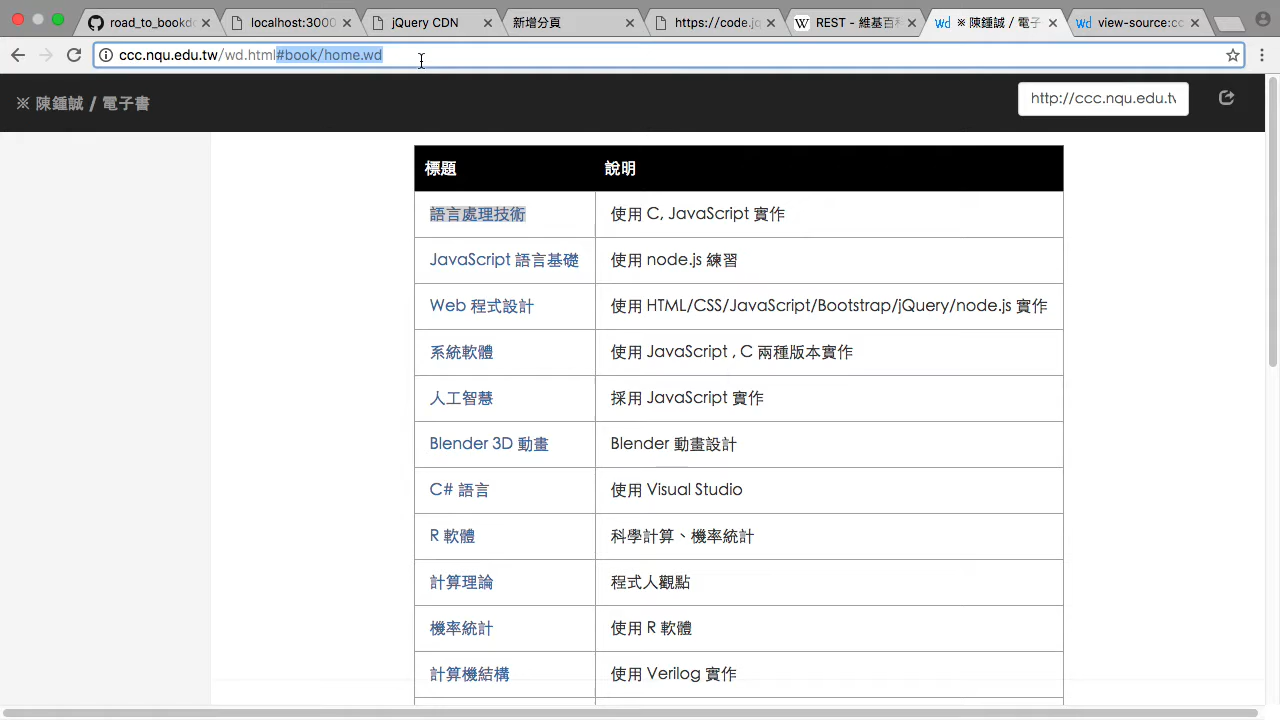 road_to_bookde
localhost:3000
jQuery CDN
新增分頁
https://code.jq
REST - 維基百科
※ 陳鍾誠 / 電子
view-source:cc
ccc.nqu.edu.tw/wd.html#book/home.wd
※ 陳鍾誠 / 電子書
http://ccc.nqu.edu.tv
標題 說明
語言處理技術 使用 C, JavaScript 實作
JavaScript 語言基礎 使用 node.js 練習
Web 程式設計 使用 HTML/CSS/JavaScript/Bootstrap/jQuery/node.js 實作
系統軟體 使用 JavaScript , C 兩種版本實作
人工智慧 採用 JavaScript 實作
Blender 3D 動畫 Blender 動畫設計
C# 語言 使用 Visual Studio
R 軟體 科學計算、機率統計
計算理論 程式人觀點
機率統計 使用 R 軟體
計算機結構 使用 Verilog 實作